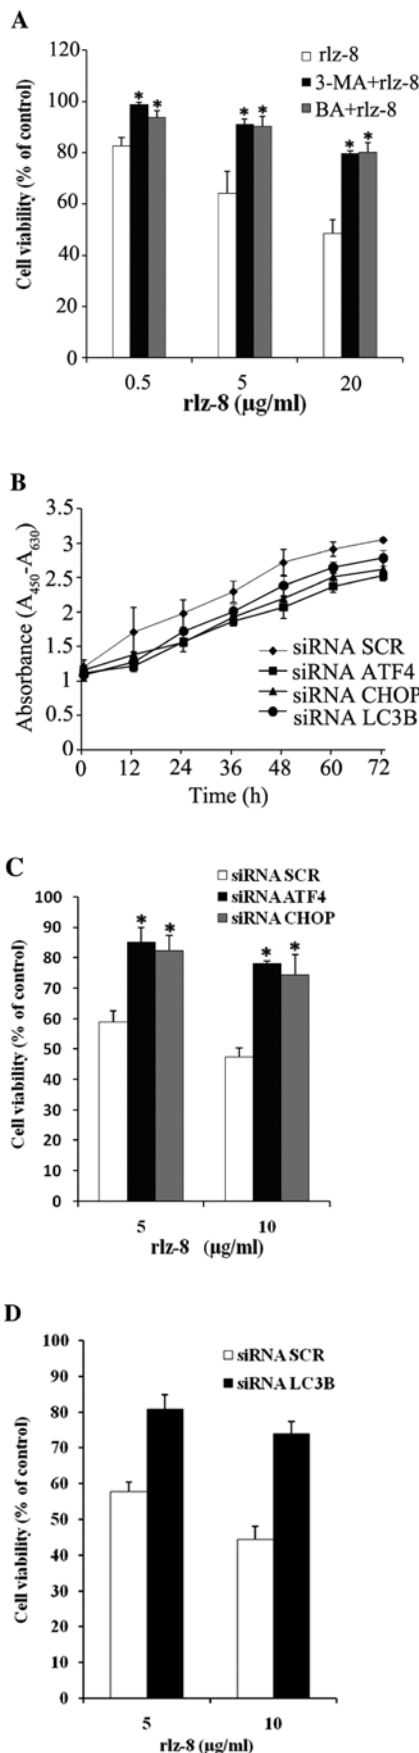 A
120
100
80
60
40
20
0
Cell viability (% of control)
rlz-8
3-MA+rlz-8
BA+rlz-8
* *
* *
* *
0.5 5 20
rlz-8 (µg/ml)
B
3.5
3
2.5
2
1.5
1
0.5
0
Absorbance (A450-A630)
siRNA SCR
siRNA ATF4
siRNA CHOP
siRNA LC3B
0 12 24 36 48 60 72
Time (h)
C
siRNA SCR
siRNAATF4
siRNA CHOP
100
90
80
70
60
50
40
30
20
10
0
Cell viability (% of control)
* *
* *
5 10
rlz-8 (µg/ml)
D
100
90
80
70
60
50
40
30
20
10
0
Cell viability (% of control)
siRNA SCR
siRNA LC3B
5 10
rlz-8 (µg/ml)